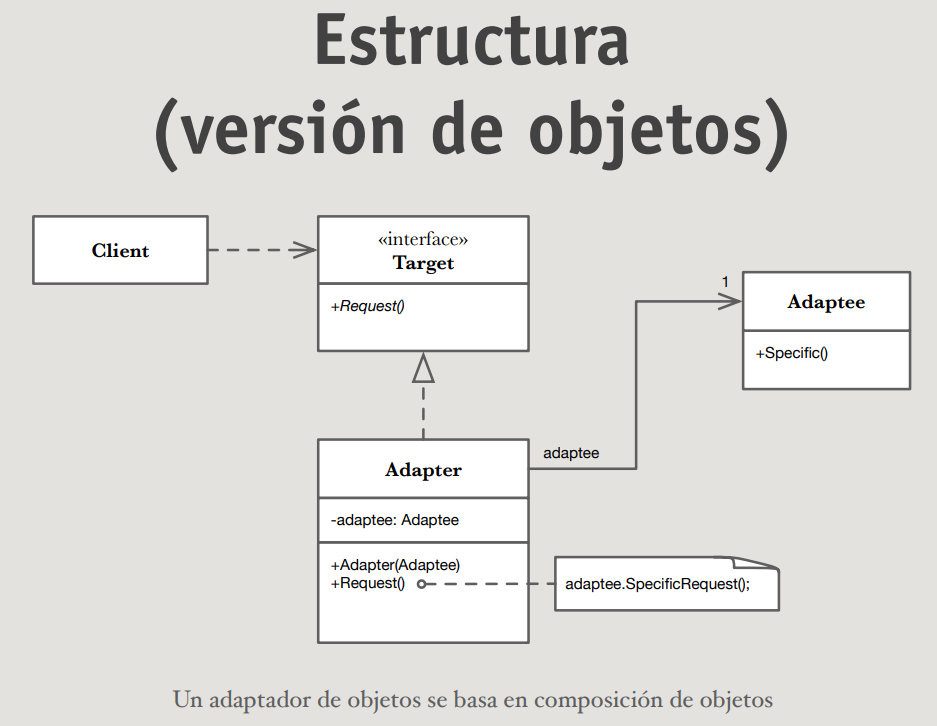 Estructura
(versión de objetos)
Client
«interface»
Target
+Request()
1
Adaptee
+Specific()
adaptee
Adapter
-adaptee: Adaptee
+Adapter(Adaptee)
+Request()
adaptee.SpecificRequest();
Un adaptador de objetos se basa en composición de objetos